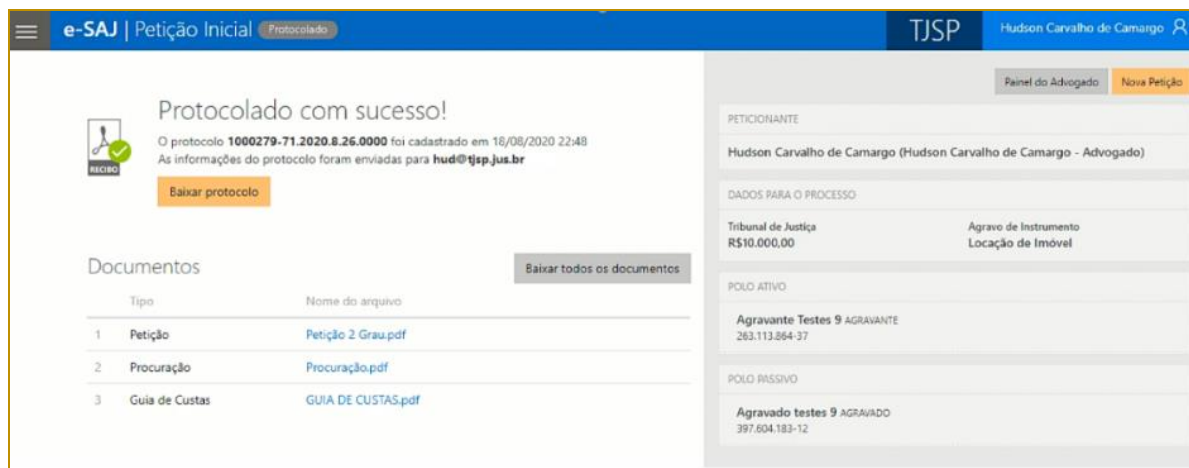 e-SAJ | Petição Inicial Protocolado
TJSP
Hudson Carvalho de Camargo
Painel do Advogado
Nova Petição
Protocolado com sucesso!
O protocolo 1000279-71.2020.8.26.0000 foi cadastrado em 18/08/2020 22:48
As informações do protocolo foram enviadas para hud@tjsp.jus.br
RECIBO
Baixar protocolo
Documentos
Baixar todos os documentos
Tipo Nome do arquivo
1 Petição Petição 2 Grau.pdf
2 Procuração Procuração.pdf
3 Guia de Custas GUIA DE CUSTAS.pdf
PETICIONANTE
Hudson Carvalho de Camargo (Hudson Carvalho de Camargo - Advogado)
DADOS PARA O PROCESSO
Tribunal de Justiça Agravo de Instrumento
R$10.000,00 Locação de Imóvel
POLO ATIVO
Agravante Testes 9 AGRAVANTE
263.113.864-37
POLO PASSIVO
Agravado testes 9 AGRAVADO
397.604.183-12